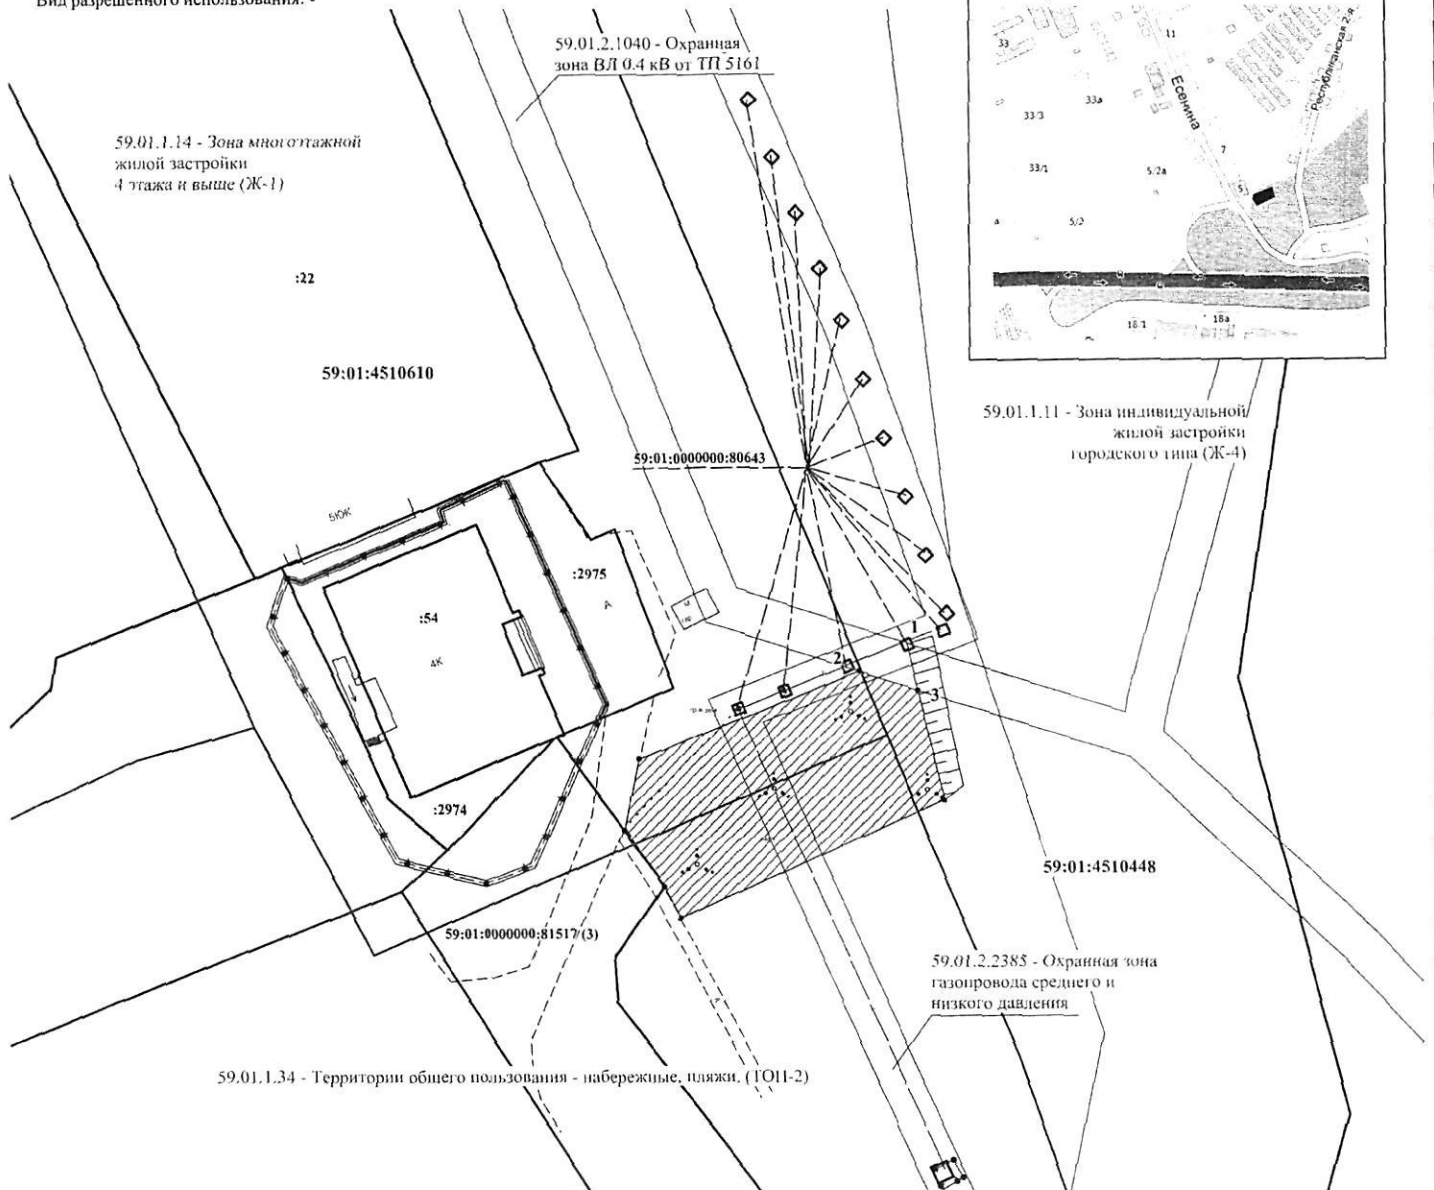 Вид разрешенного использования: -
59.01.2.1040 - Охранная
зона ВЛ 0.4 кВ от ТП 5161
59.01.1.14 - Зона многоэтажной
жилой застройки
4 этажа и выше (Ж-1)
:22
59:01:4510610
33
11
Есенина
Республиканская 2-я
33а
33/3
33/1
7
5/2а
5
5/2
18/1
18а
59.01.1.11 - Зона индивидуальной
жилой застройки
городского типа (Ж-4)
59:01:0000000:80643
5КЖ
:2975
А
:54
4К
1
2
3
:2974
59:01:4510448
59:01:0000000:81517/(3)
59.01.2.2385 - Охранная зона
газопровода среднего и
низкого давления
59.01.1.34 - Территории общего пользования - набережные, пляжи, (ТОП-2)